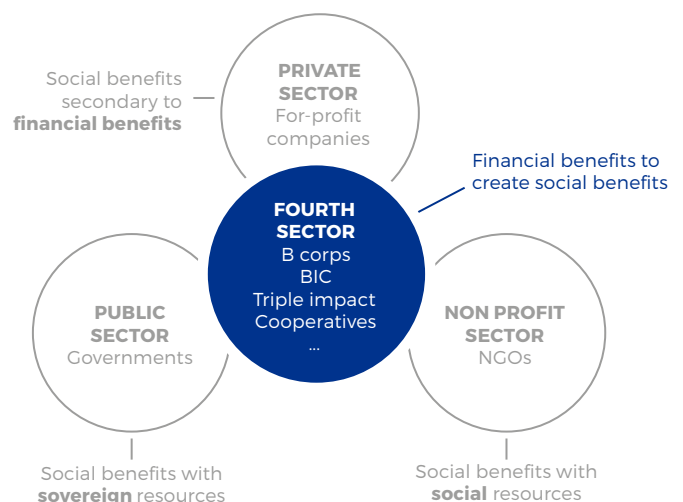 Social benefits
secondary to
financial benefits
PRIVATE
SECTOR
For-profit
companies
Financial benefits to
create social benefits
FOURTH
SECTOR
B corps
BIC
Triple impact
Cooperatives
...
PUBLIC
SECTOR
Governments
NON PROFIT
SECTOR
NGOs
Social benefits with
sovereign resources
Social benefits with
social resources